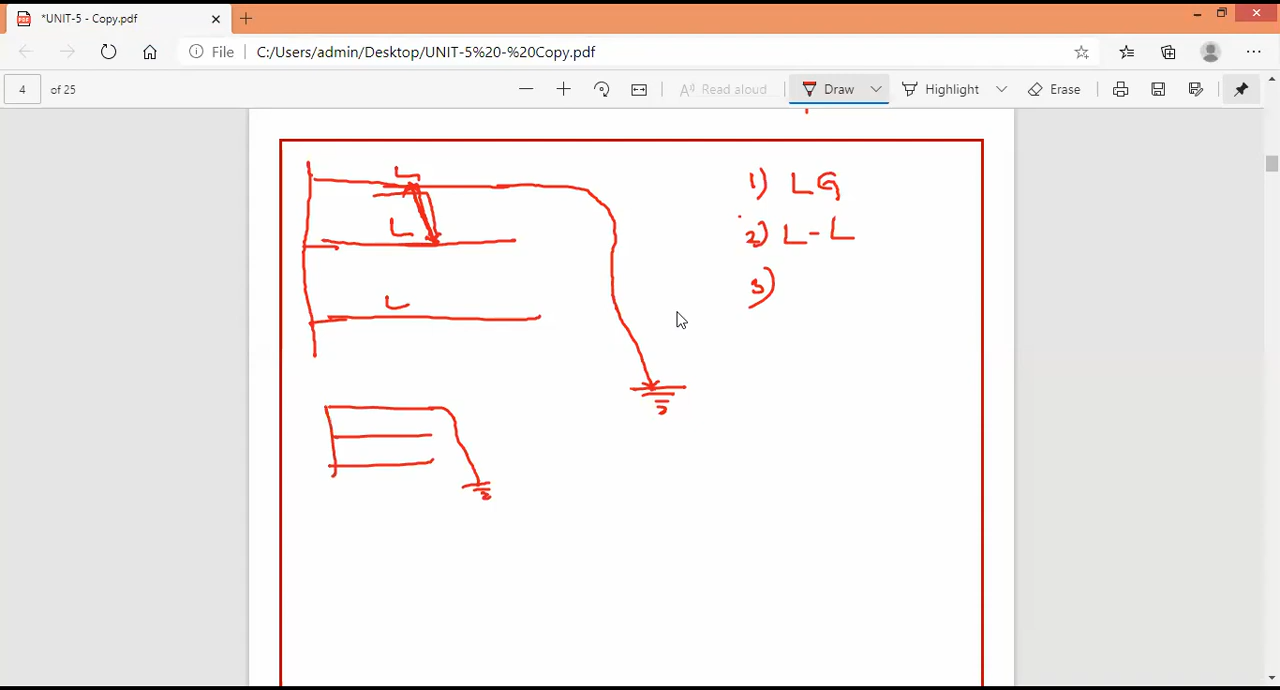 *UNIT-5 - Copy.pdf
File C:/Users/admin/Desktop/UNIT-5%20-%20Copy.pdf
4 of 25 Read aloud Draw Highlight Erase
L
L
L
1) LG
2) L-L
3)